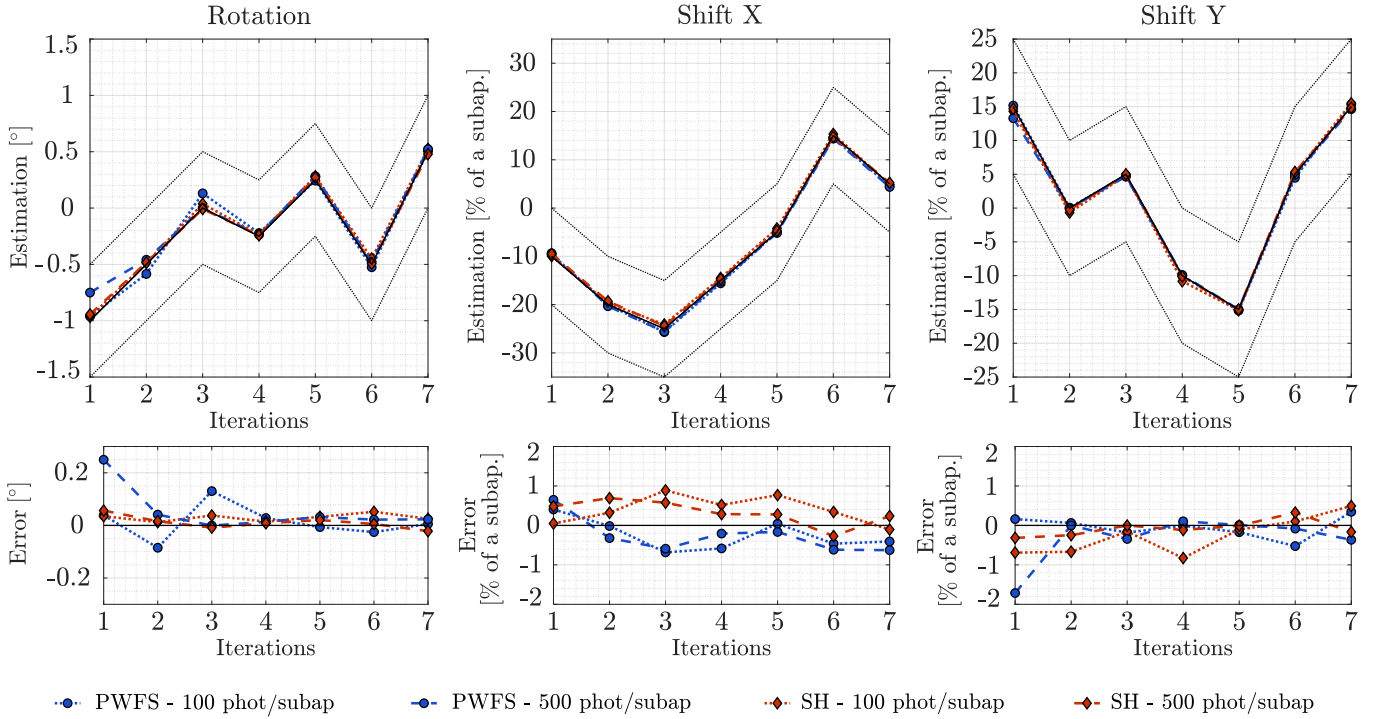 Rotation
Shift X
Shift Y
Estimation [°]
1.5
1
0.5
0
-0.5
-1
-1.5
1 2 3 4 5 6 7
Iterations
Estimation [% of a subap.]
30
20
10
0
-10
-20
-30
1 2 3 4 5 6 7
Iterations
Estimation [% of a subap.]
25
20
15
10
5
0
-5
-10
-15
-20
-25
1 2 3 4 5 6 7
Iterations
Error [°]
0.2
0
-0.2
1 2 3 4 5 6 7
Iterations
Error
[% of a subap.]
2
1
0
-1
-2
1 2 3 4 5 6 7
Iterations
Error
[% of a subap.]
2
1
0
-1
-2
1 2 3 4 5 6 7
Iterations
PWFS - 100 phot/subap
PWFS - 500 phot/subap
SH - 100 phot/subap
SH - 500 phot/subap